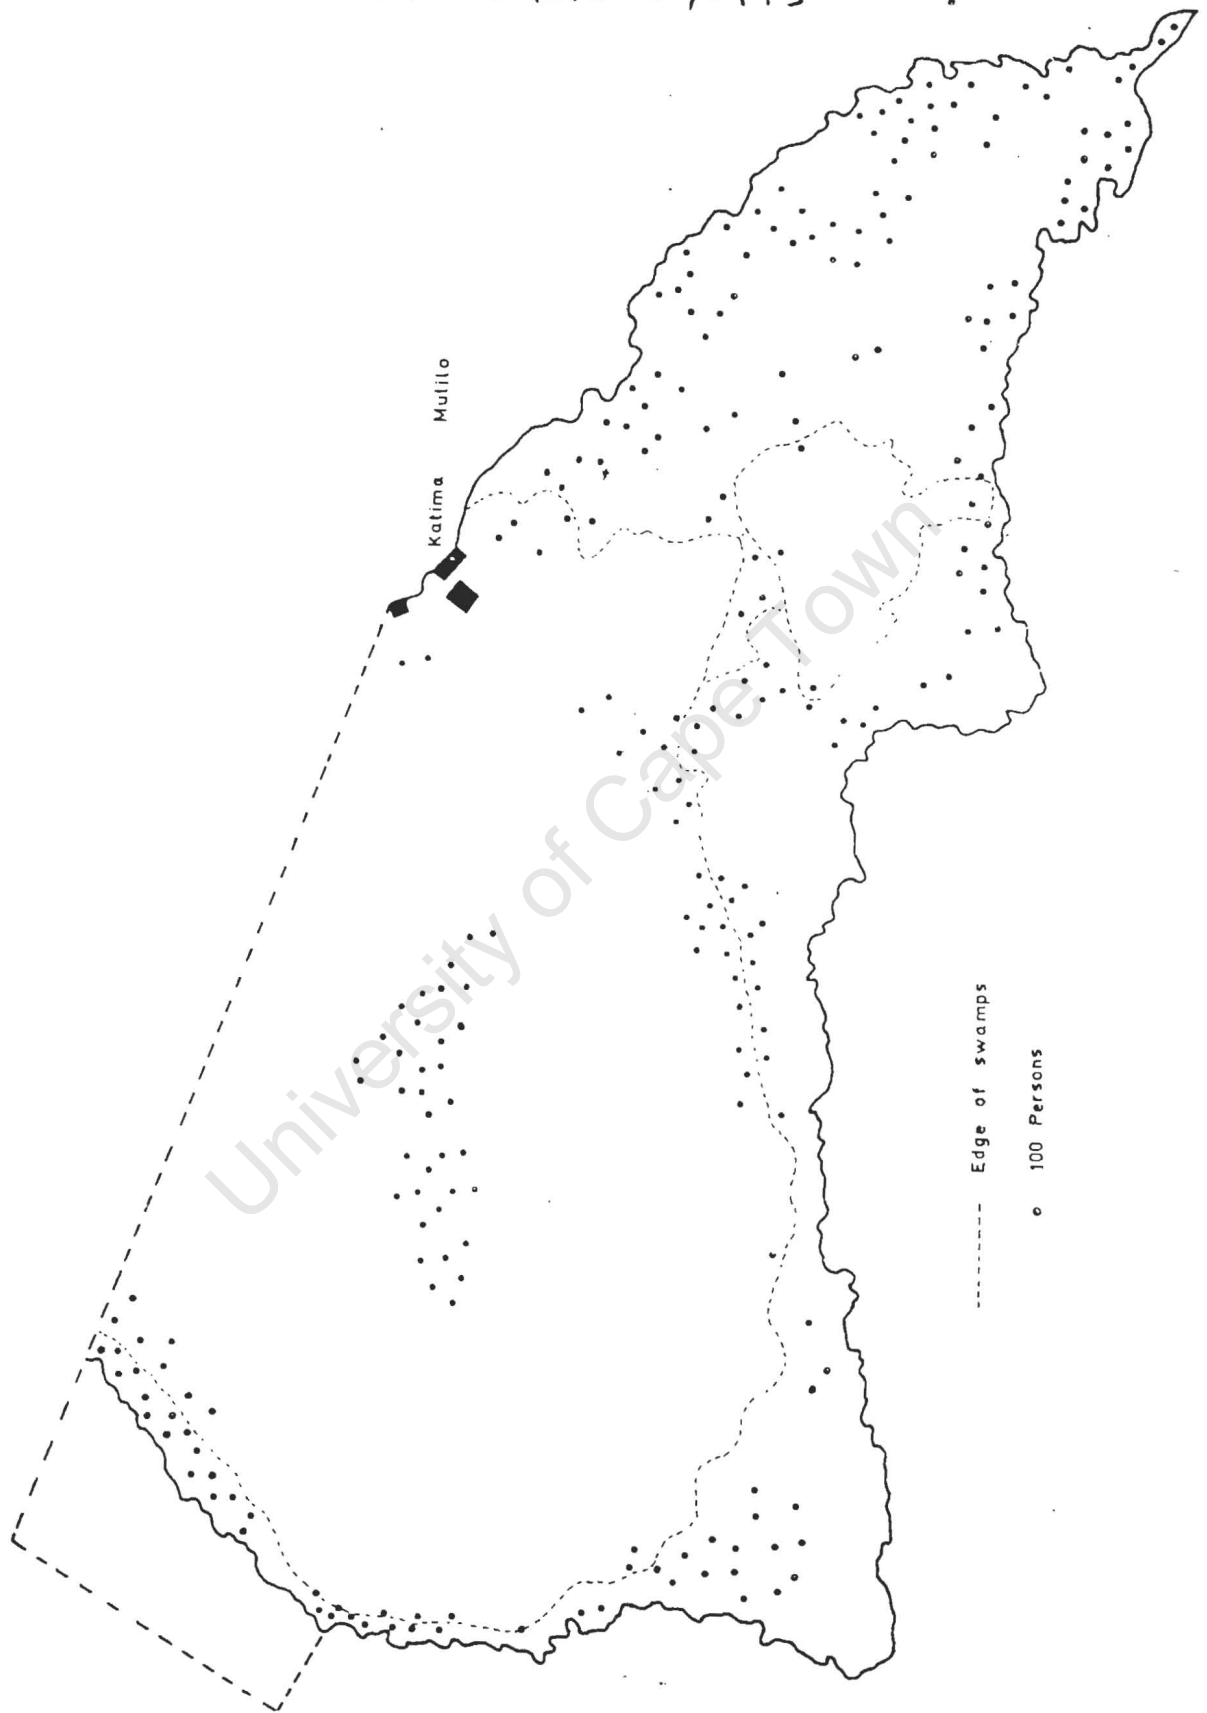 Katima Mulilo
University of Cape Town
----- Edge of swamps
o 100 Persons